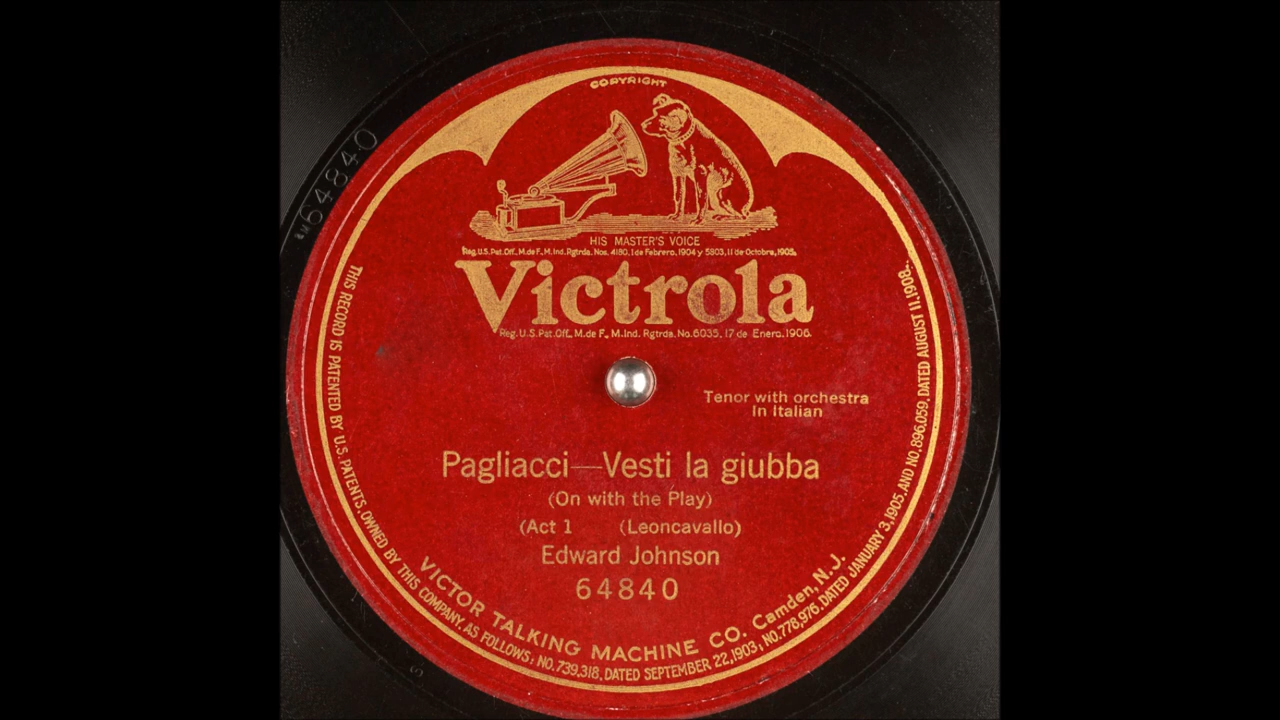 COPYRIGHT
HIS MASTER'S VOICE
Reg. U.S. Pat. Off., M. de F., M. Ind. Rgtrda. Nos. 4180, 1 de Febrero, 1904 y 5803, 11 de Octobre, 1905.
Victrola
Reg. U.S. Pat. Off., M. de F., M. Ind. Rgtrda. No. 6035, 17 de Enero, 1906.
Tenor with orchestra
In Italian
Pagliacci—Vesti la giubba
(On with the Play)
(Act 1 (Leoncavallo)
Edward Johnson
64840
VICTOR TALKING MACHINE CO. Camden, N.J.
THIS RECORD IS PATENTED BY U.S. PATENTS, OWNED BY THIS COMPANY, AS FOLLOWS; NO. 739,318, DATED SEPTEMBER 22, 1903; NO. 778,976, DATED JANUARY 3, 1905, AND NO. 896,059, DATED AUGUST 11, 1908.
64840